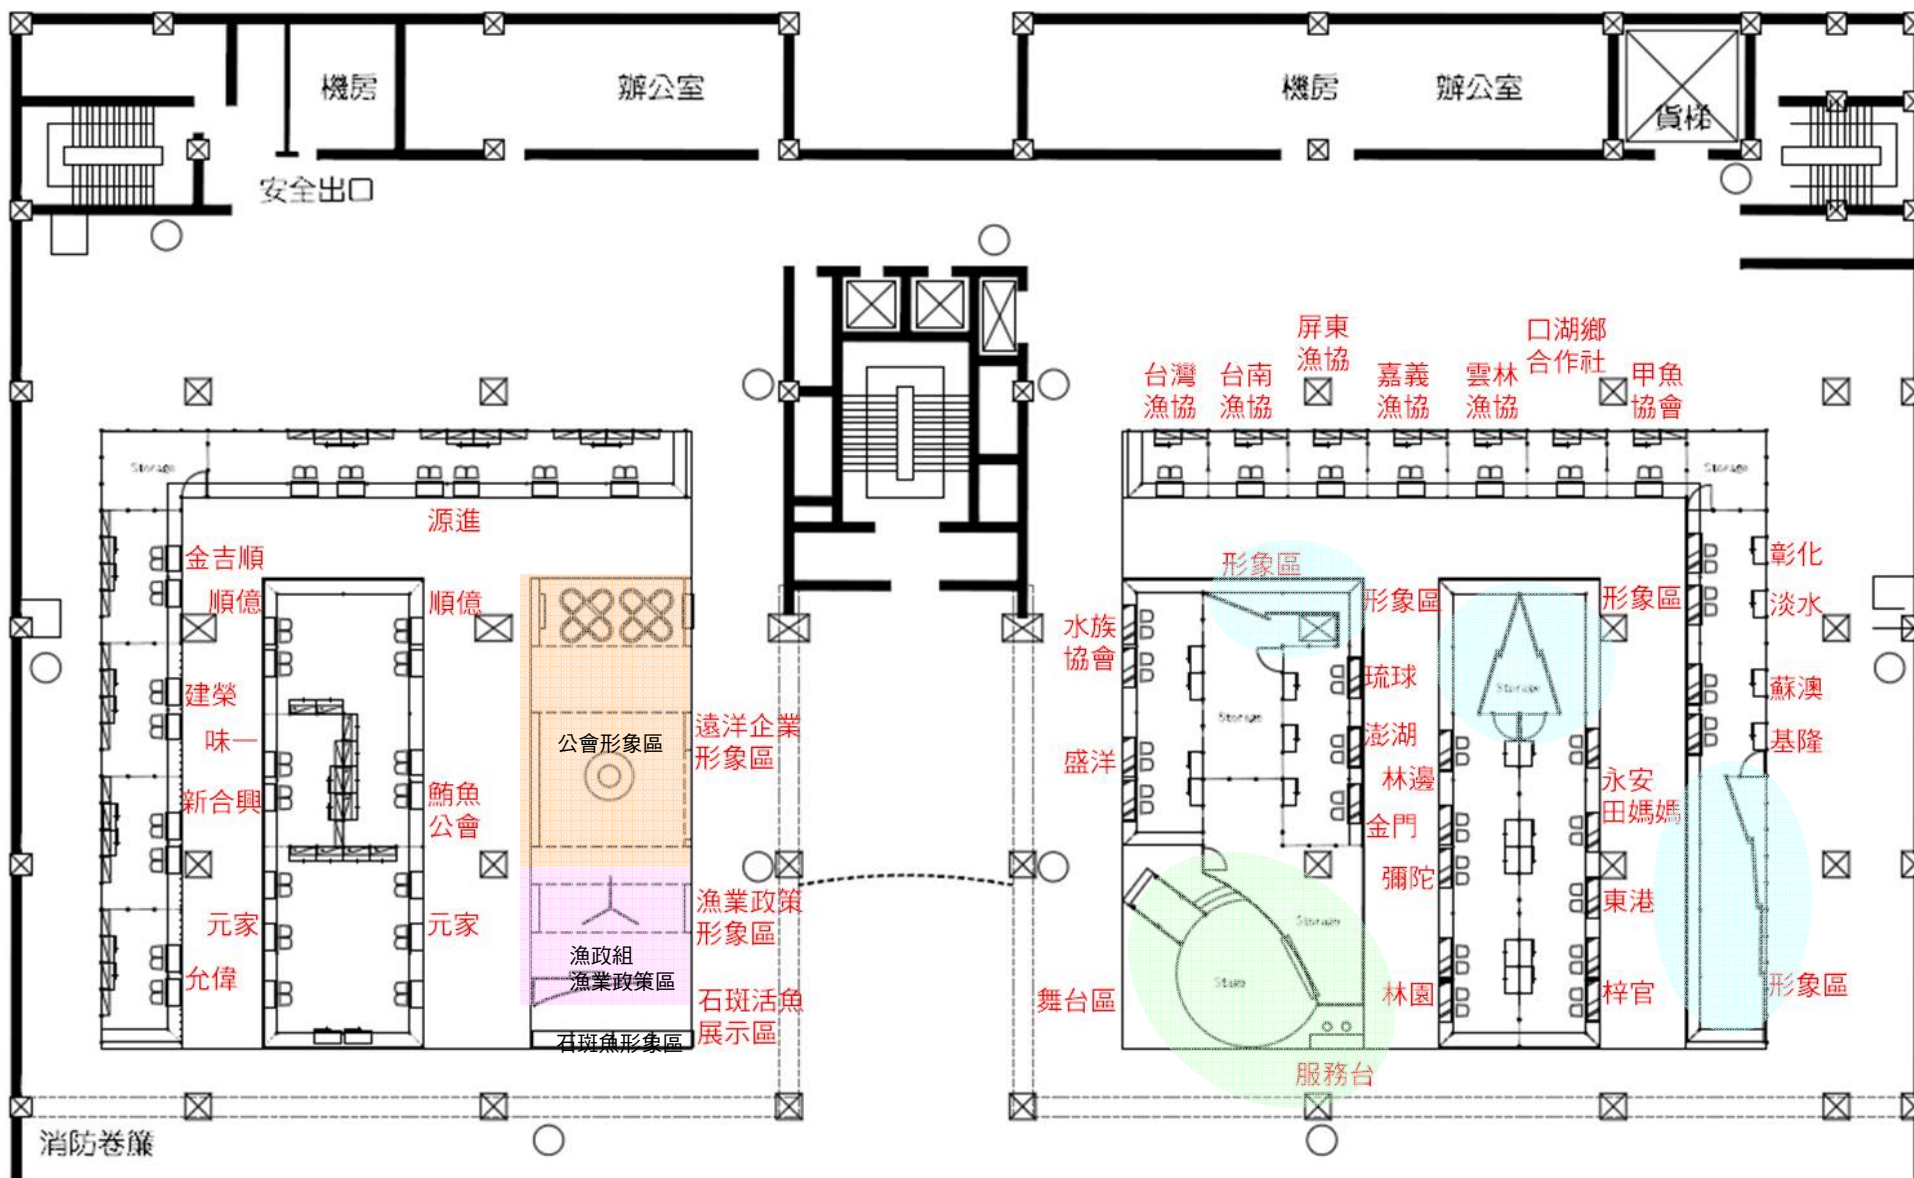 機房
辦公室
機房
辦公室
貨梯
安全出口
屏東
漁協
口湖鄉
合作社
台灣
漁協
台南
漁協
嘉義
漁協
雲林
漁協
甲魚
協會
Storage
Storage
源進
金吉順
順億
順億
建榮
味一
新合興
鮪魚
公會
元家
元家
允偉
公會形象區
遠洋企業
形象區
漁業政策
形象區
漁政組
漁業政策區
石斑活魚
展示區
石斑魚形象區
形象區
形象區
形象區
水族
協會
彰化
淡水
琉球
Storage
Storage
蘇澳
澎湖
基隆
盛洋
林邊
永安
田媽媽
金門
彌陀
東港
Storage
Stage
舞台區
林園
梓官
形象區
服務台
消防卷簾